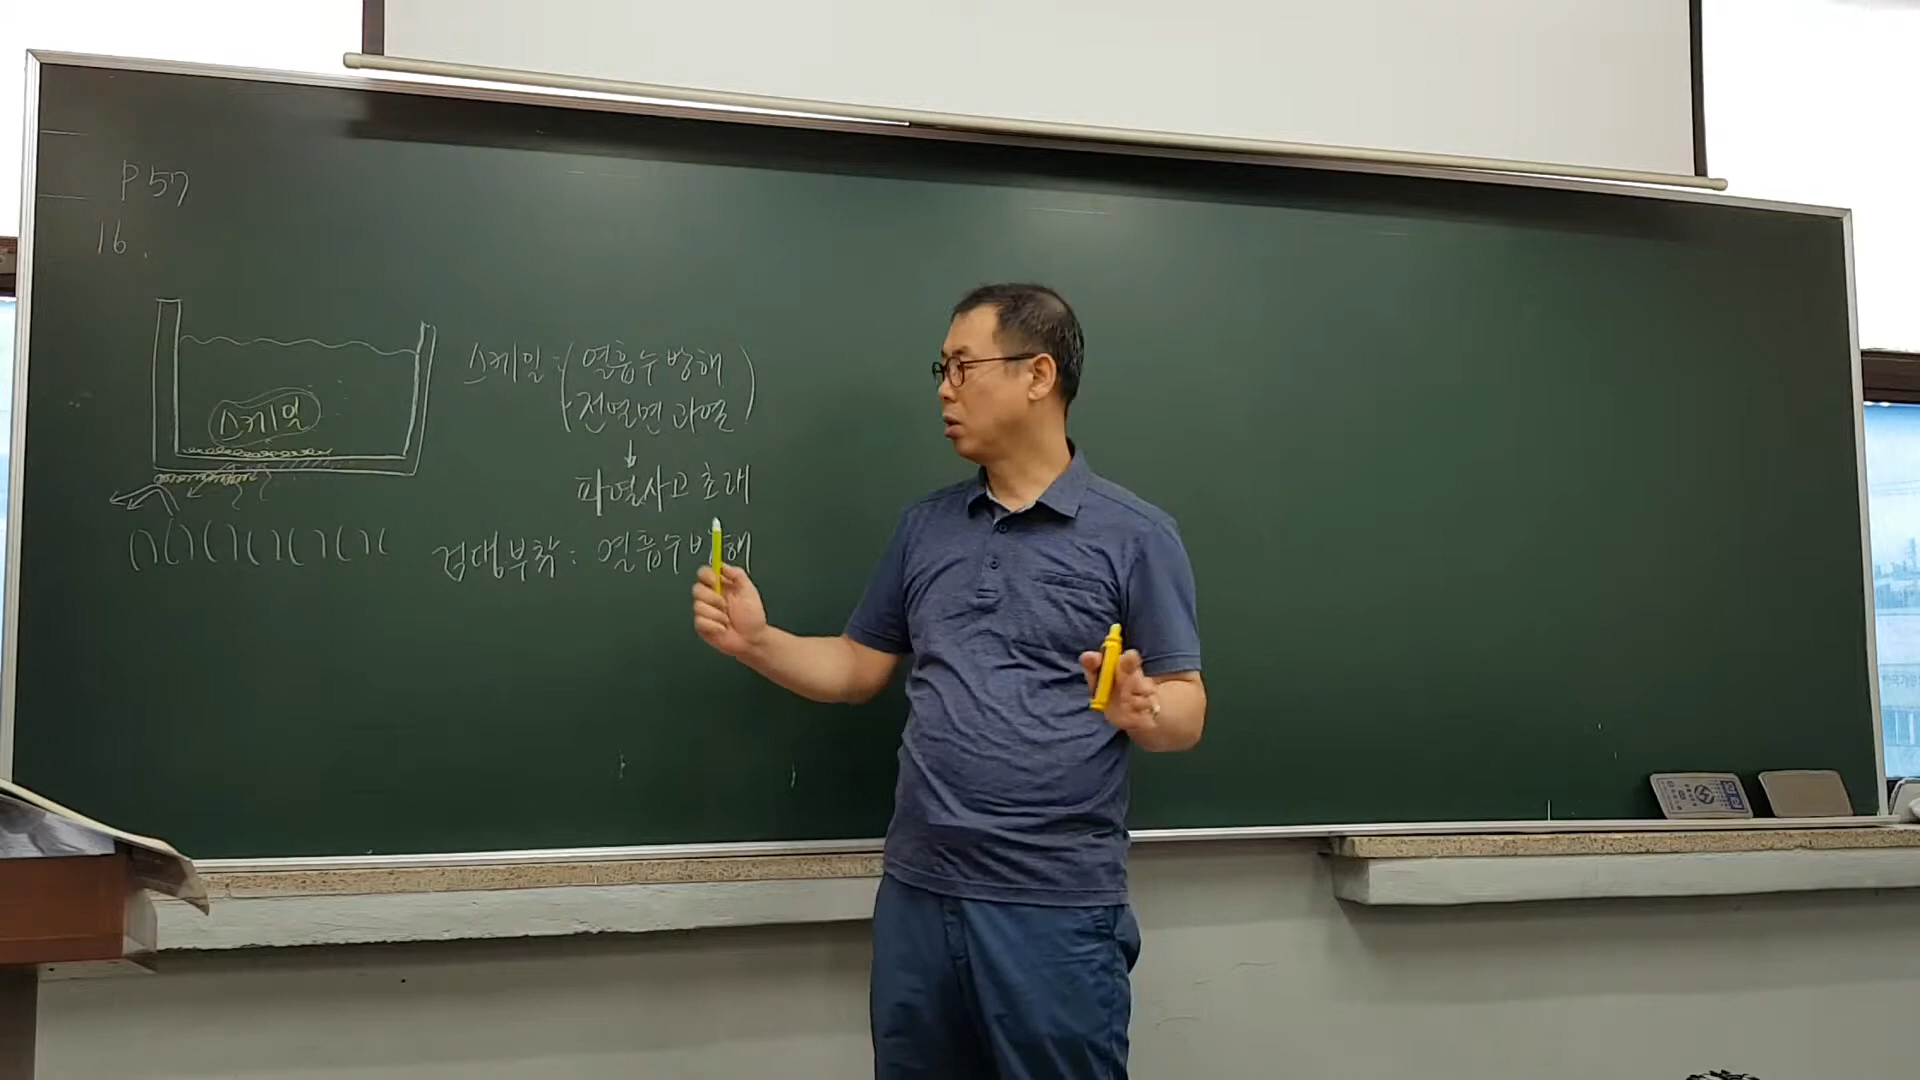 P 57
16.
스케일
스케일 : 열흡수 방해
전열면 과열
↓
파열사고 초래
검댕부착 : 열흡수방해